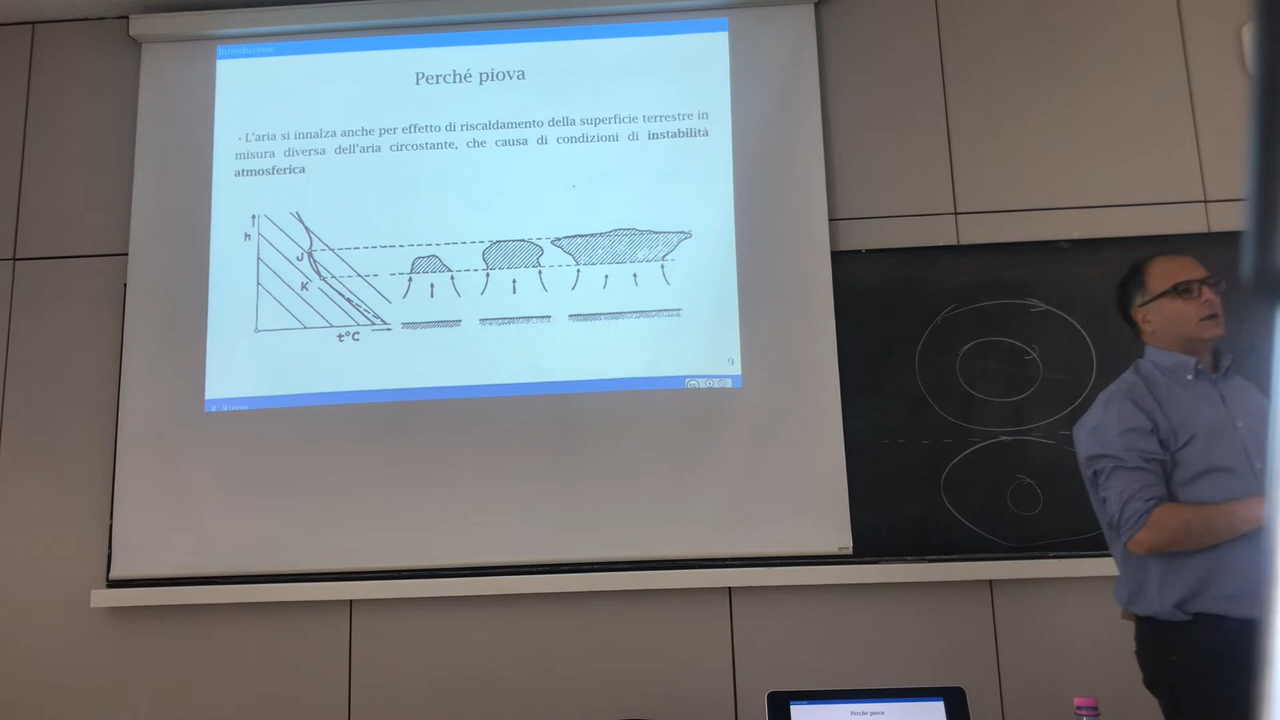 Introduzione
Perché piova
- L'aria si innalza anche per effetto di riscaldamento della superficie terrestre in
misura diversa dell'aria circostante, che causa di condizioni di instabilità
atmosferica
h
J
K
t°C
9
R. Rigon
Perché piova